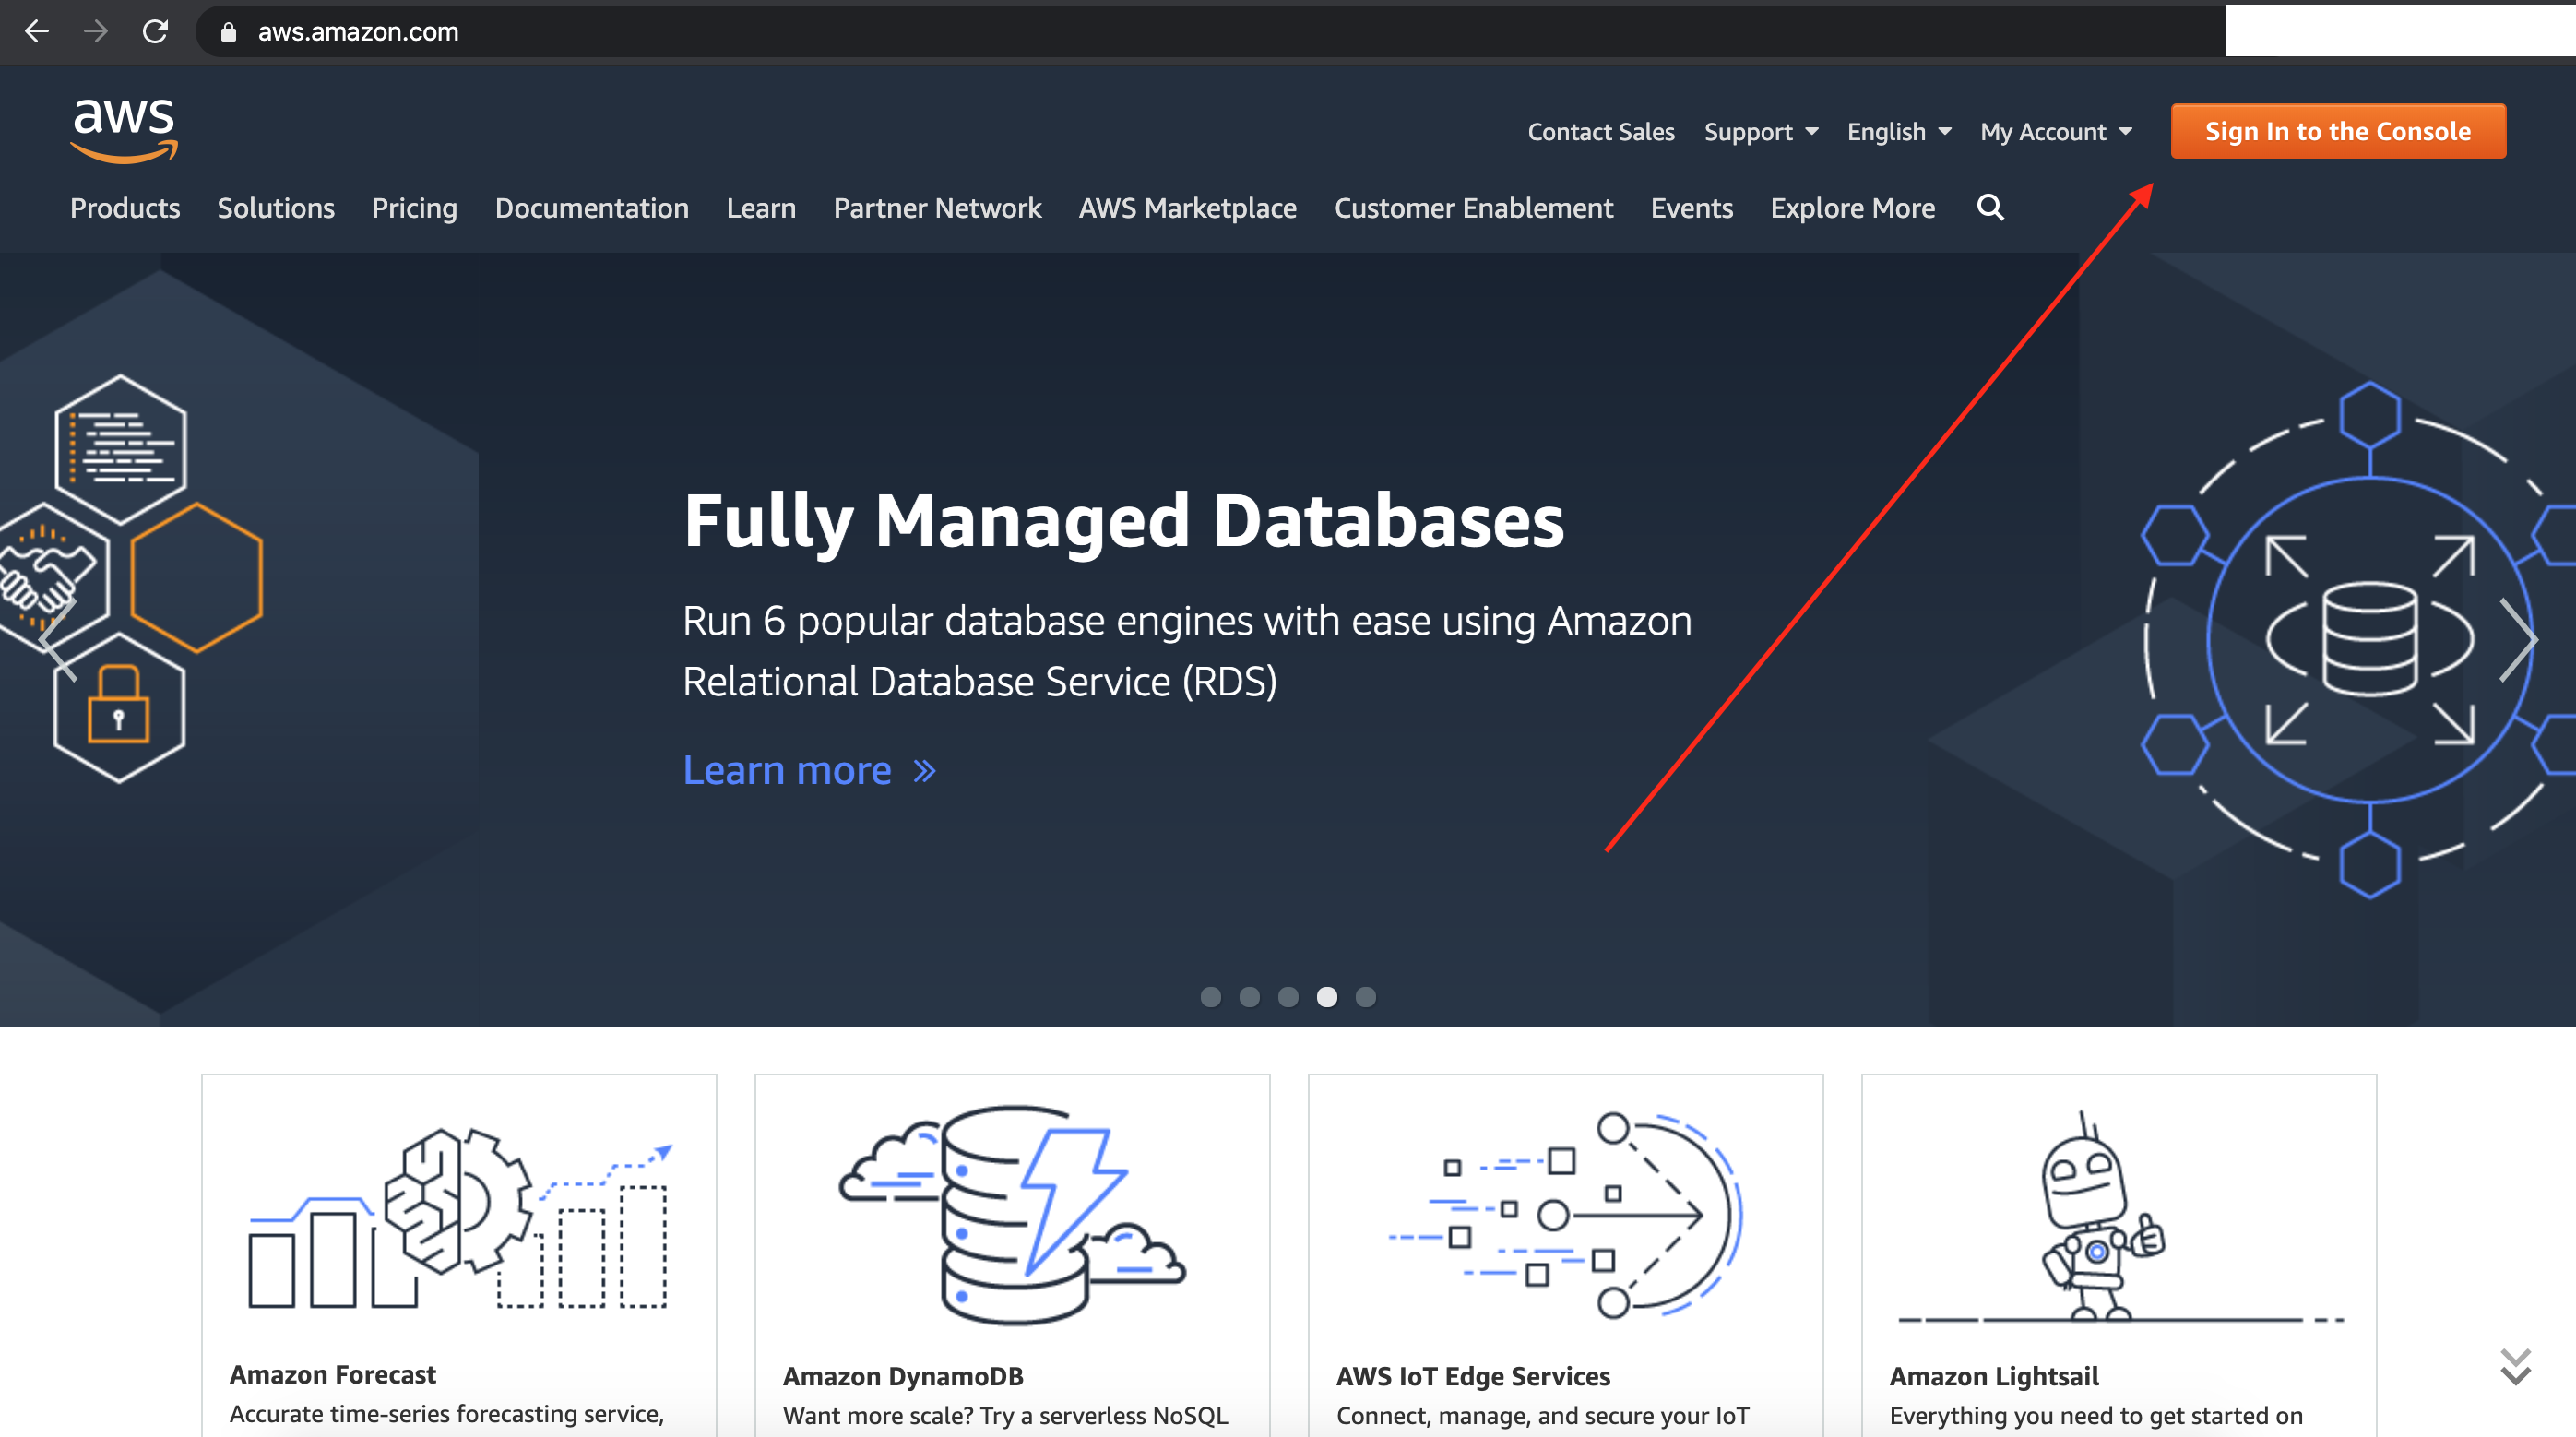 aws.amazon.com
aws
Contact Sales Support English My Account Sign In to the Console
Products Solutions Pricing Documentation Learn Partner Network AWS Marketplace Customer Enablement Events Explore More
Fully Managed Databases
Run 6 popular database engines with ease using Amazon
Relational Database Service (RDS)
Learn more »
Amazon Forecast
Accurate time-series forecasting service,
Amazon DynamoDB
Want more scale? Try a serverless NoSQL
AWS IoT Edge Services
Connect, manage, and secure your IoT
Amazon Lightsail
Everything you need to get started on